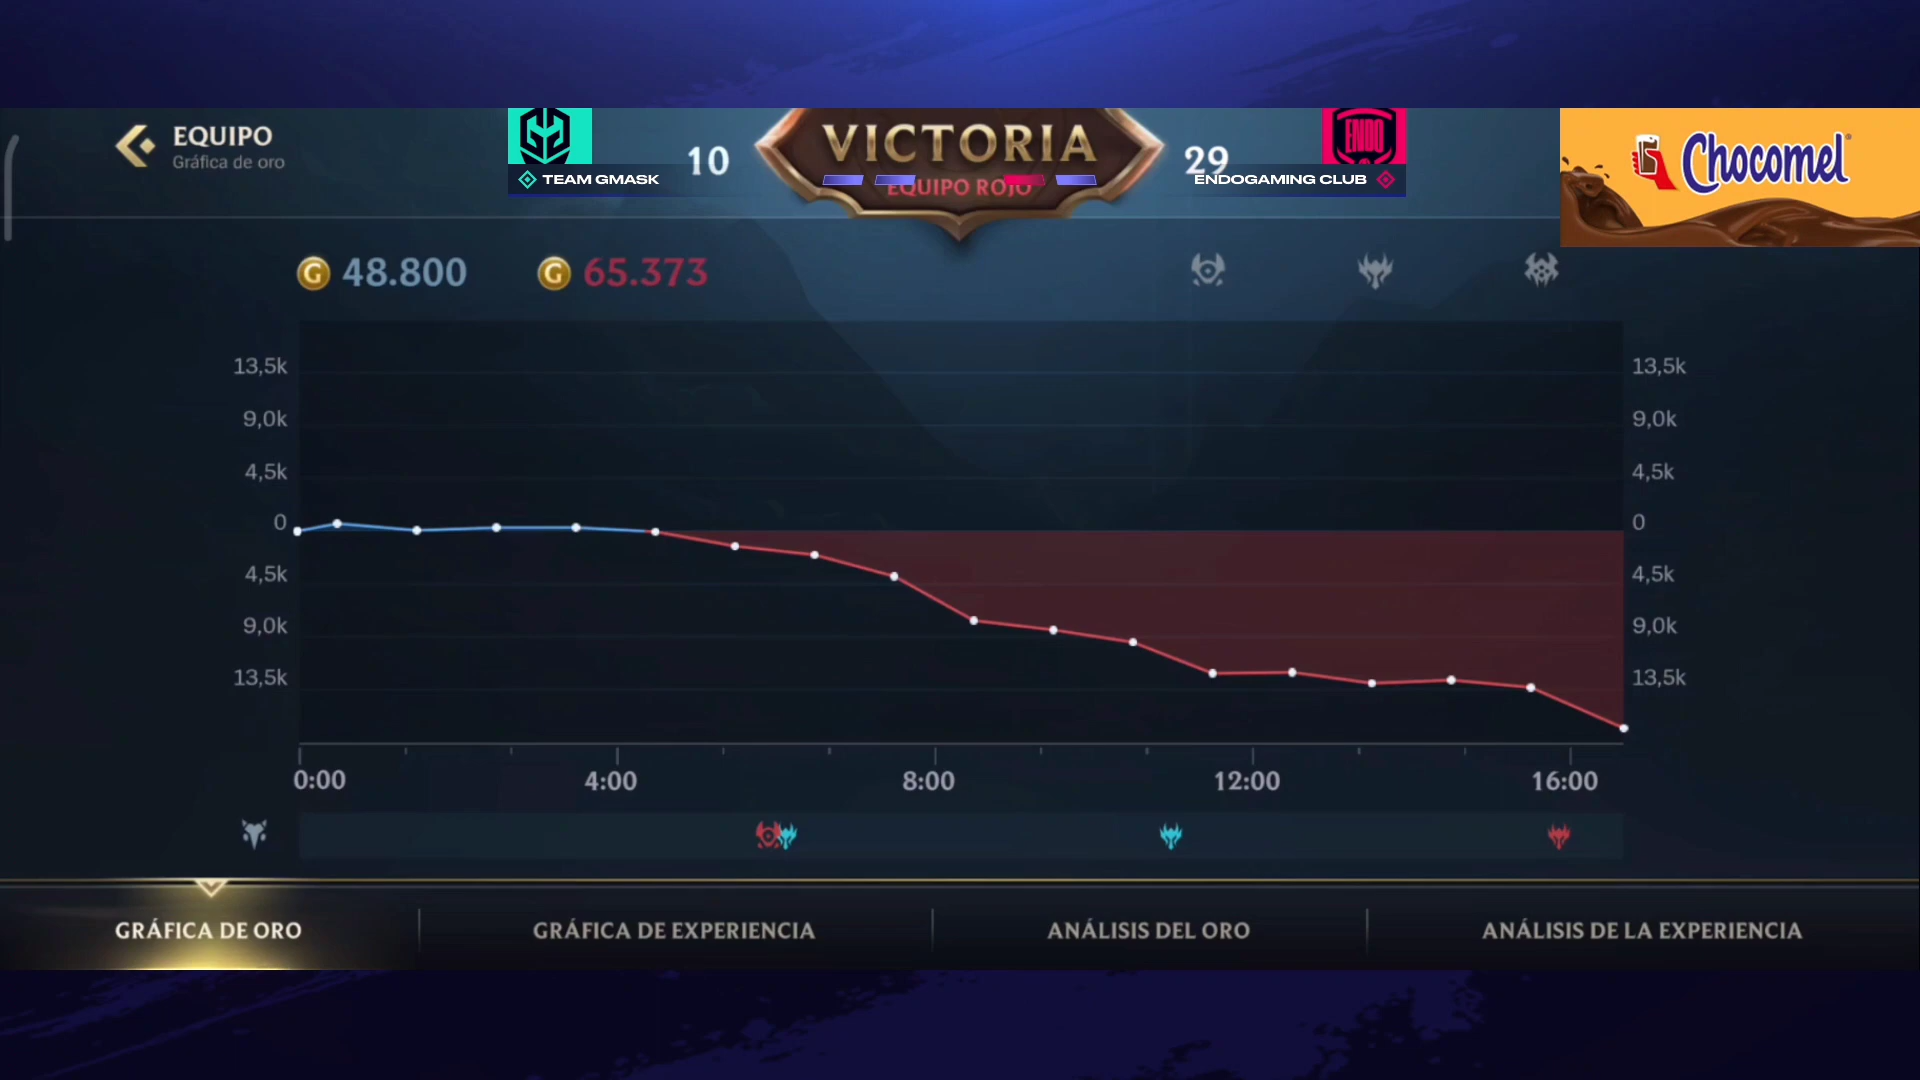 EQUIPO
Gráfica de oro
TEAM GMASK
10
VICTORIA
EQUIPO ROJO
29
ENDO
ENDOGAMING CLUB
Chocomel
G 48.800
G 65.373
13,5k
13,5k
9,0k
9,0k
4,5k
4,5k
0
0
4,5k
4,5k
9,0k
9,0k
13,5k
13,5k
0:00
4:00
8:00
12:00
16:00
GRÁFICA DE ORO
GRÁFICA DE EXPERIENCIA
ANÁLISIS DEL ORO
ANÁLISIS DE LA EXPERIENCIA